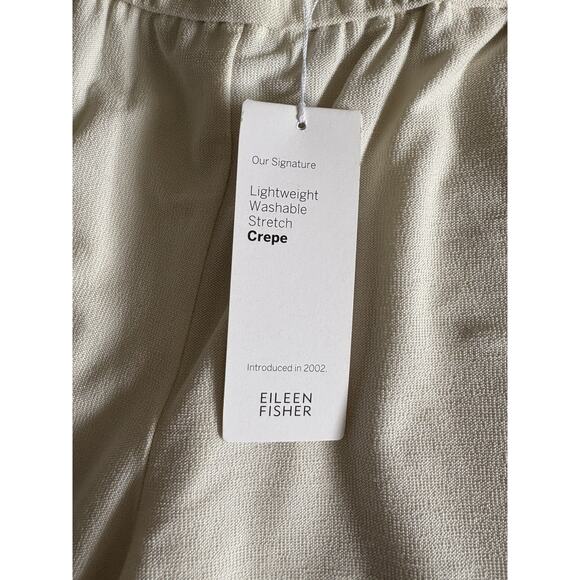 Our Signature
Lightweight
Washable
Stretch
Crepe
Introduced in 2002.
EILEEN
FISHER